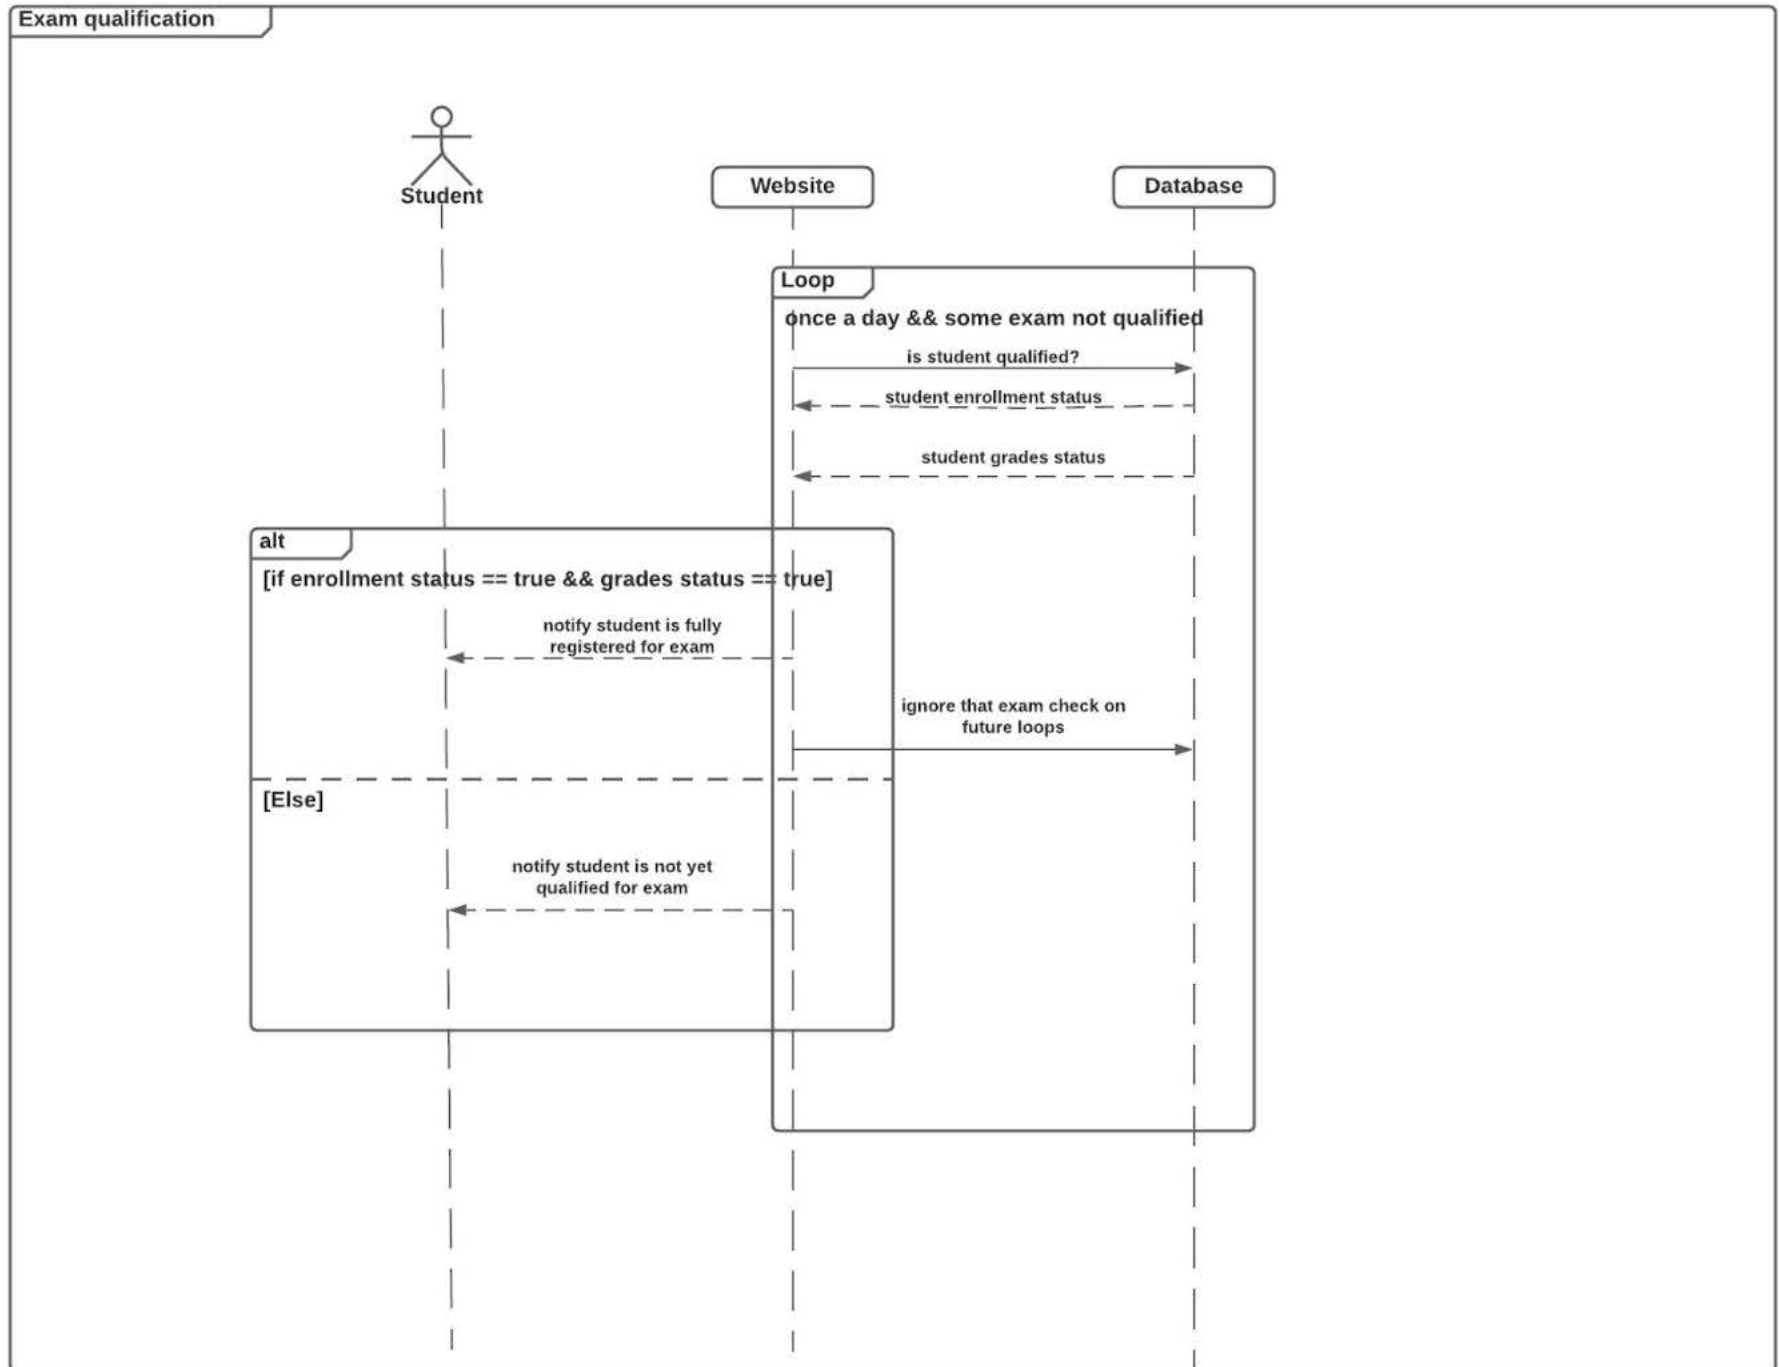 Exam qualification
Student
Website
Database
Loop
once a day && some exam not qualified
is student qualified?
student enrollment status
student grades status
alt
[if enrollment status == true && grades status == true]
notify student is fully
registered for exam
ignore that exam check on
future loops
[Else]
notify student is not yet
qualified for exam